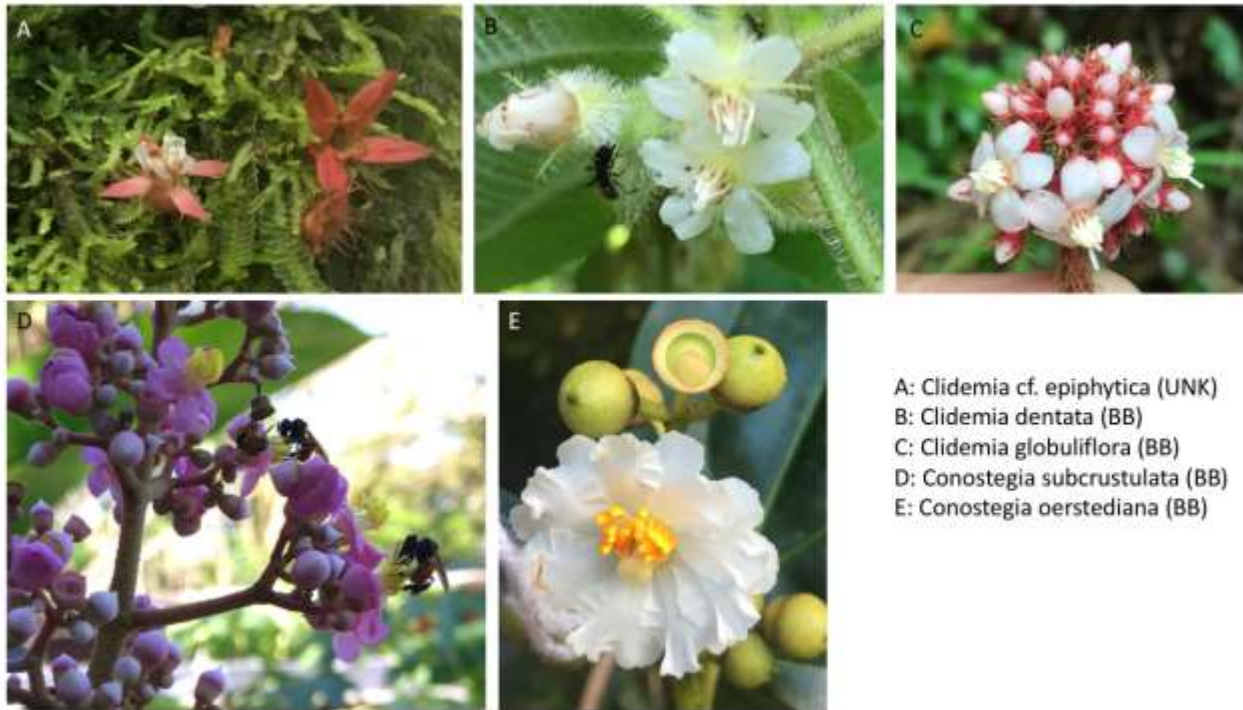 A
B
C
D
E
A: Clidemia cf. epiphytica (UNK)
B: Clidemia dentata (BB)
C: Clidemia globuliflora (BB)
D: Conostegia subcrustulata (BB)
E: Conostegia oerstediana (BB)